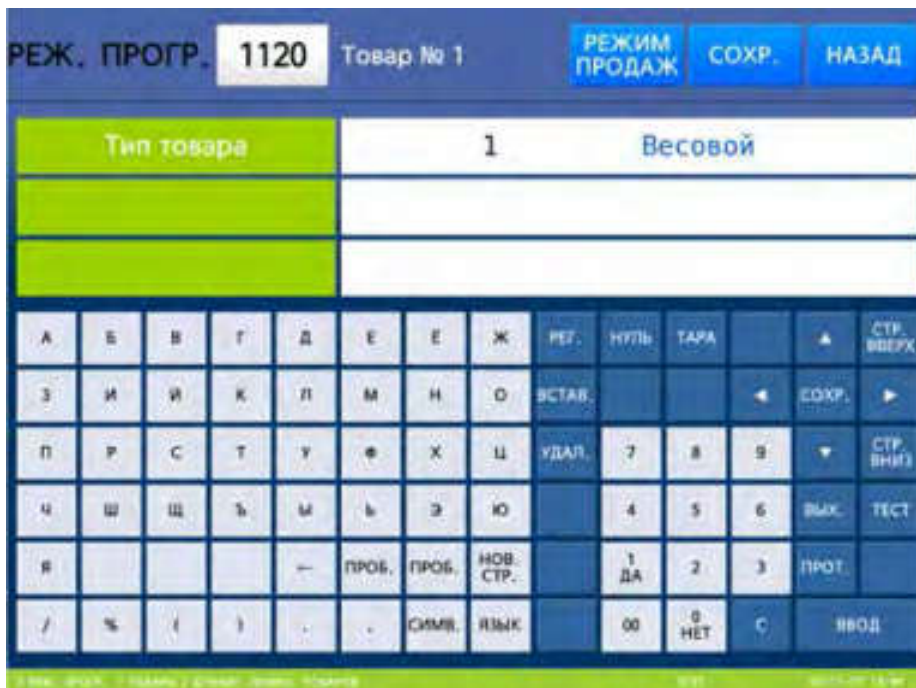 РЕЖ. ПРОГР. 1120 Товар № 1 РЕЖИМ ПРОДАЖ СОХР. НАЗАД
Тип товара 1 Весовой
А Б В Г Д Е Ё Ж РЕГ. НУЛЬ ТАРА ▲ СТР. ВВЕРХ
З И Й К Л М Н О ВСТАВ. ◄ СОХР. ►
П Р С Т У Ф Х Ц УДАЛ. 7 8 9 ▼ СТР. ВНИЗ
Ч Ш Щ Ъ Ы Ь Э Ю 4 5 6 ВЫХ. ТЕСТ
Я ← ПРОБ. ПРОБ. НОВ. СТР. 1 ДА 2 3 ПРОТ.
/ % ( ) . , СИМВ. ЯЗЫК 00 0 НЕТ С ВВОД